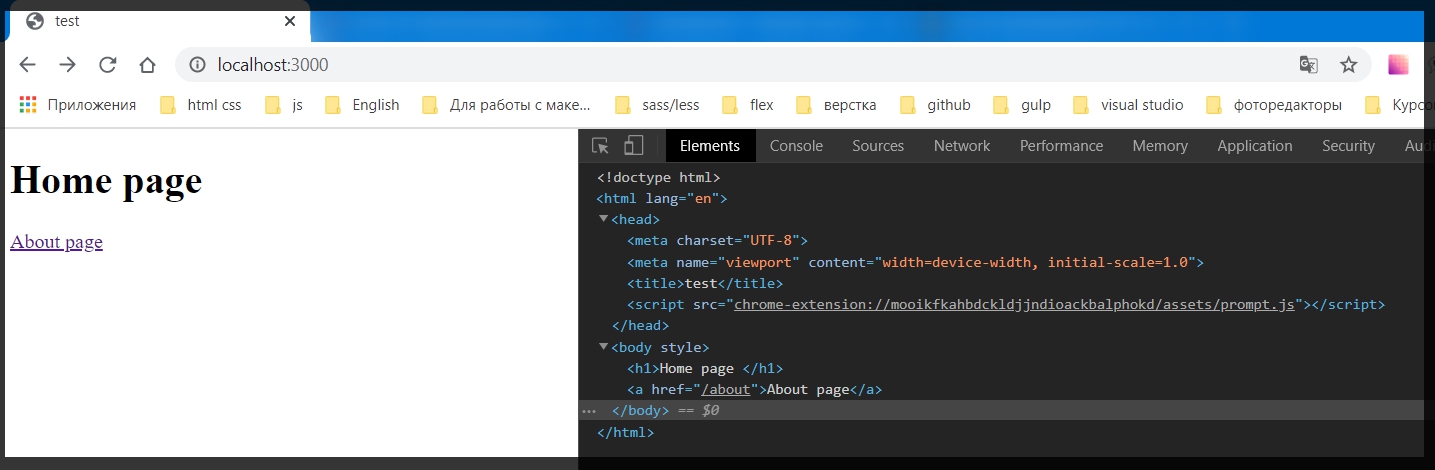 test
localhost:3000
Приложения html css js English Для работы с маке... sass/less flex верстка github gulp visual studio фоторедакторы Курсо
Home page
About page
Elements Console Sources Network Performance Memory Application Security Aud
<!doctype html>
<html lang="en">
<head>
<meta charset="UTF-8">
<meta name="viewport" content="width=device-width, initial-scale=1.0">
<title>test</title>
<script src="chrome-extension://mooikfkahbdckldjjndioackbalphokd/assets/prompt.js"></script>
</head>
<body style>
<h1>Home page </h1>
<a href="/about">About page</a>
... </body> == $0
</html>